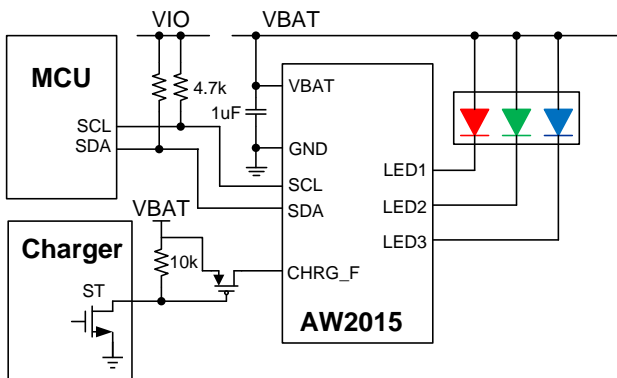 VIO VBAT
MCU
4.7k
VBAT
1uF
SCL
SDA
GND
LED1
SCL
LED2
SDA
VBAT
LED3
Charger
10k
CHRG_F
ST
AW2015